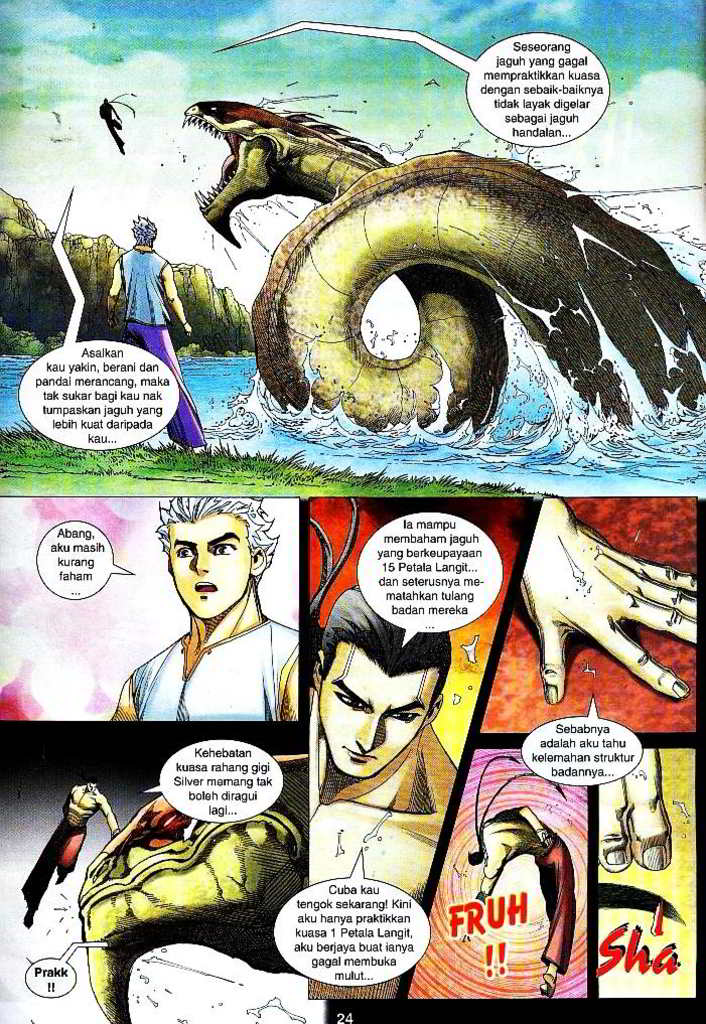 Seseorang
jaguh yang gagal
mempraktikkan kuasa
dengan sebaik-baiknya
tidak layak digelar
sebagai jaguh
handalan...
Asalkan
kau yakin, berani dan
pandai merancang, maka
tak sukar bagi kau nak
tumpaskan jaguh yang
lebih kuat daripada
kau...
Abang,
aku masih
kurang
faham
...
Ia mampu
membaham jaguh
yang berkeupayaan
15 Petala Langit...
dan seterusnya me-
matahkan tulang
badan mereka
...
Sebabnya
adalah aku tahu
kelemahan struktur
badannya...
Kehebatan
kuasa rahang gigi
Silver memang tak
boleh diragui
lagi...
Cuba kau
tengok sekarang! Kini
aku hanya praktikkan
kuasa 1 Petala Langit,
aku berjaya buat ianya
gagal membuka
mulut...
Prakk
!!
FRUH
!!
Sha
!
24